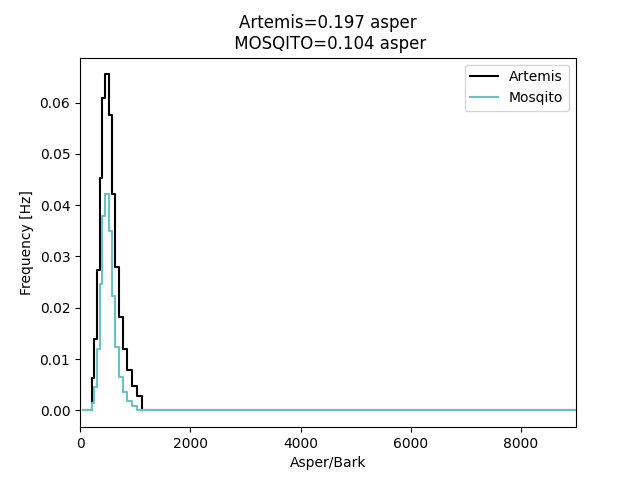 Artemis=0.197 asper
MOSQITO=0.104 asper
Artemis
Mosqito
Frequency [Hz]
0.06
0.05
0.04
0.03
0.02
0.01
0.00
0 2000 4000 6000 8000
Asper/Bark